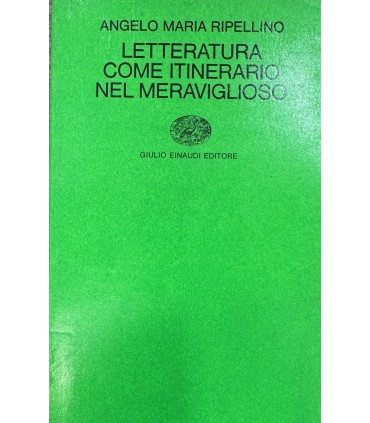 ANGELO MARIA RIPELLINO
LETTERATURA
COME ITINERARIO
NEL MERAVIGLIOSO
GIULIO EINAUDI EDITORE